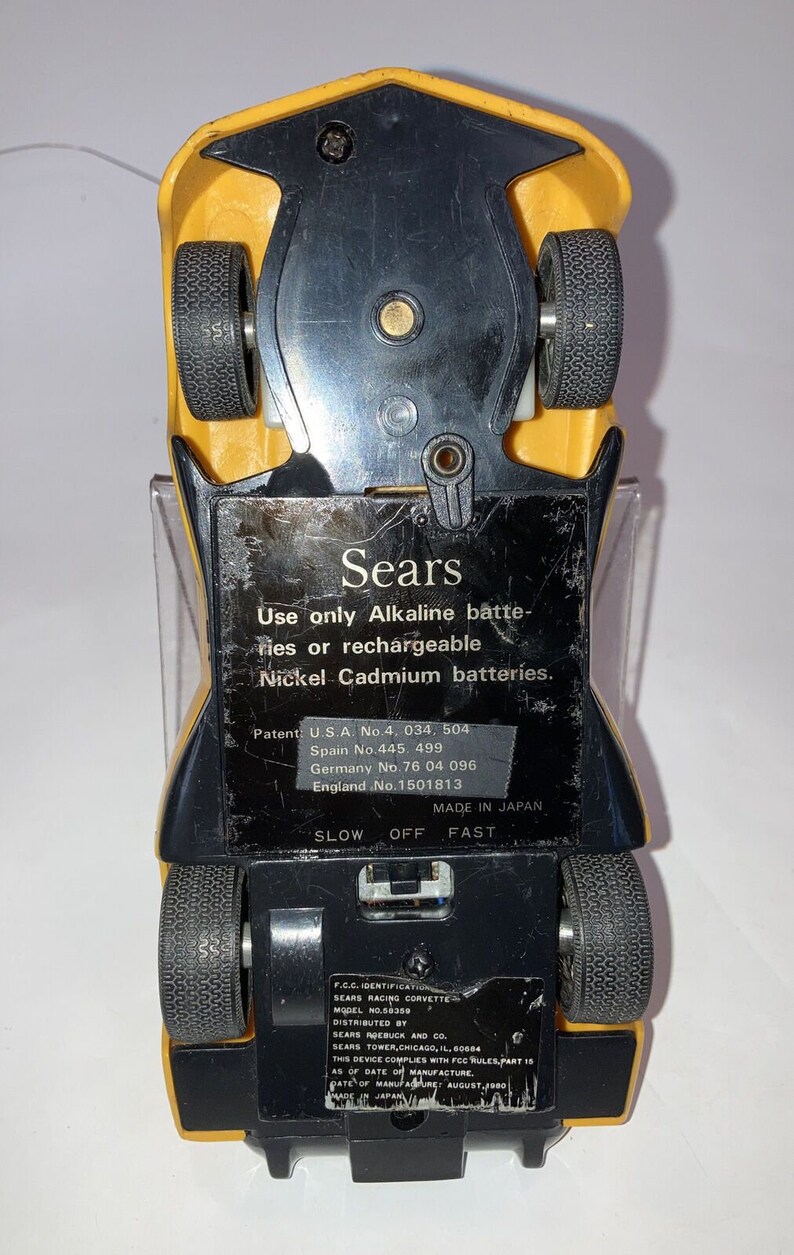 Sears
Use only Alkaline batte-
ries or rechargeable
Nickel Cadmium batteries.
Patent: U.S.A. No.4, 034, 504
Spain No.445, 499
Germany No.76 04 096
England No.1501813
MADE IN JAPAN
SLOW OFF FAST
F.C.C. IDENTIFICATION
SEARS RACING CORVETTE
MODEL NO.58359
DISTRIBUTED BY
SEARS ROEBUCK AND CO.
SEARS TOWER,CHICAGO,IL.60684
THIS DEVICE COMPLIES WITH FCC RULES,PART 15
AS OF DATE OF MANUFACTURE.
DATE OF MANUFACTURE: AUGUST,1980
MADE IN JAPAN